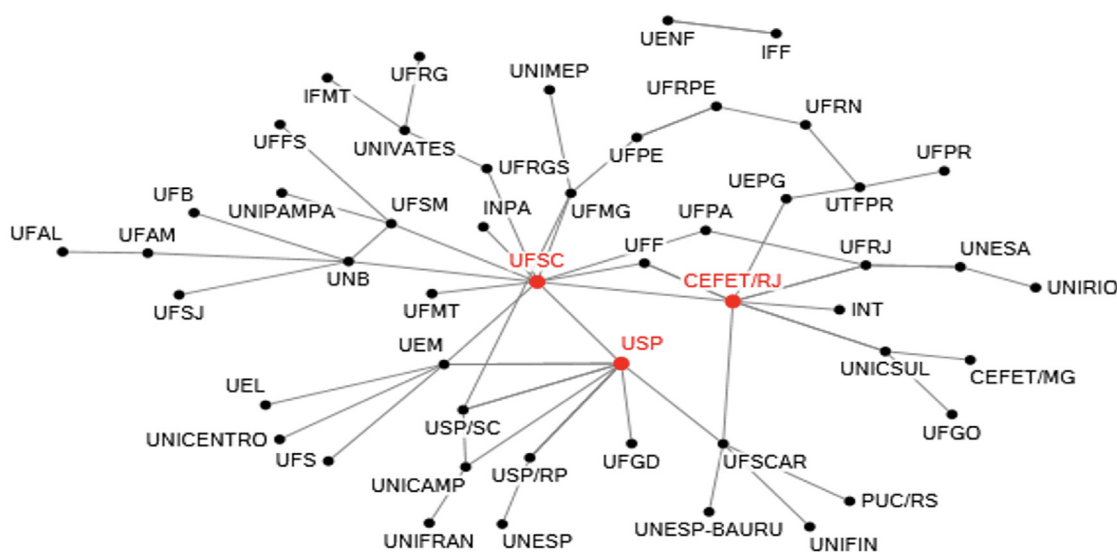 UENF
IFF
UFRG
IFMT
UNIMEP
UFRPE
UFRN
UFFS
UNIVATES
UFRGS
UFPE
UFPR
UEPG
UTFPR
UFB
UNIPAMPA
UFSM
INPA
UFMG
UFPA
UFAL
UFAM
UNB
UFSC
UFF
UFRJ
UNESA
CEFET/RJ
UNIRIO
UFSJ
UFMT
INT
UEM
USP
UNICSUL
CEFET/MG
UEL
UNICENTRO
USP/SC
UFGO
UFS
UNICAMP
USP/RP
UFGD
UFSCAR
PUC/RS
UNIFRAN
UNESP
UNESP-BAURU
UNIFIN